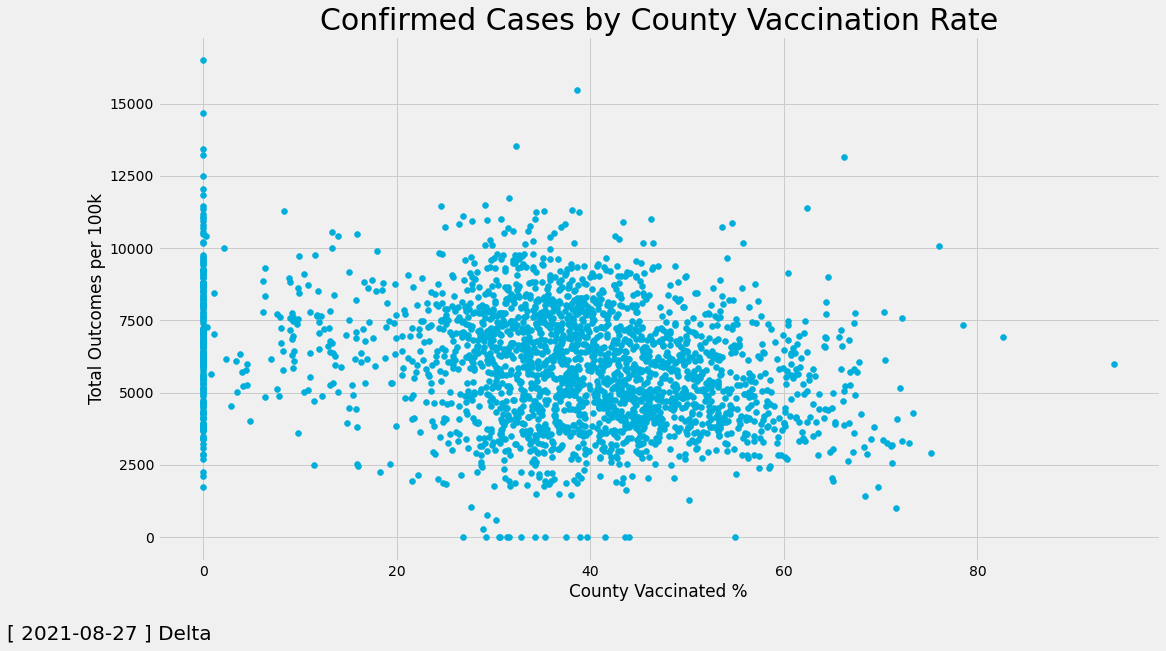 Confirmed Cases by County Vaccination Rate
Total Outcomes per 100k
15000
12500
10000
7500
5000
2500
0
0 20 40 60 80
County Vaccinated %
[ 2021-08-27 ] Delta